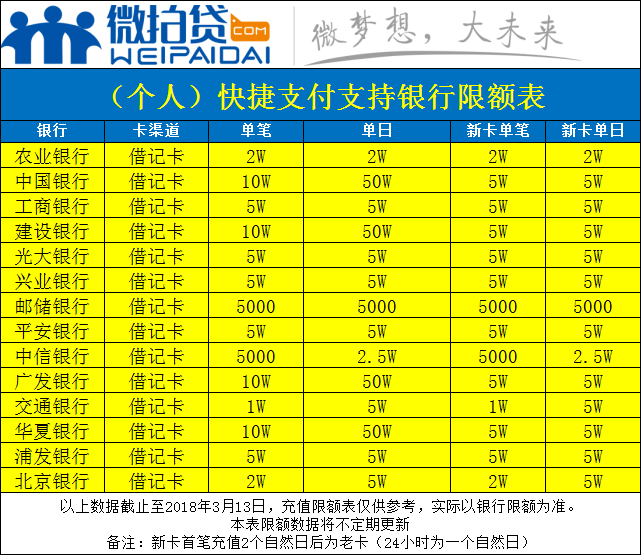 微拍贷.com
WEIPAIDAI
微梦想，大未来
（个人）快捷支付支持银行限额表
银行 卡渠道 单笔 单日 新卡单笔 新卡单日
农业银行 借记卡 2W 2W 2W 2W
中国银行 借记卡 10W 50W 5W 5W
工商银行 借记卡 5W 5W 5W 5W
建设银行 借记卡 10W 50W 5W 5W
光大银行 借记卡 5W 5W 5W 5W
兴业银行 借记卡 5W 5W 5W 5W
邮储银行 借记卡 5000 5000 5000 5000
平安银行 借记卡 5W 5W 5W 5W
中信银行 借记卡 5000 2.5W 5000 2.5W
广发银行 借记卡 10W 50W 5W 5W
交通银行 借记卡 1W 5W 1W 5W
华夏银行 借记卡 10W 50W 5W 5W
浦发银行 借记卡 5W 5W 5W 5W
北京银行 借记卡 2W 5W 2W 5W
以上数据截止至2018年3月13日，充值限额表仅供参考，实际以银行限额为准。
本表限额数据将不定期更新
备注：新卡首笔充值2个自然日后为老卡（24小时为一个自然日）